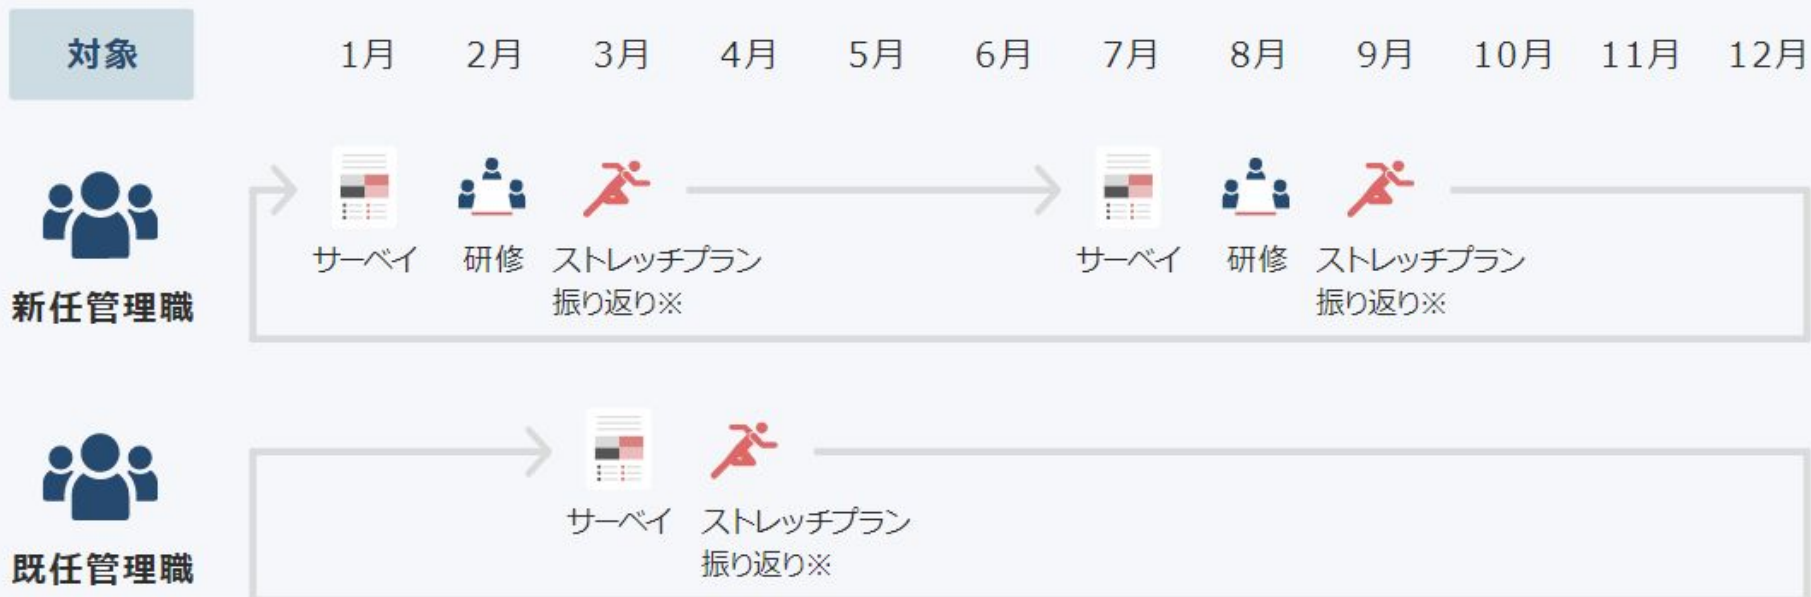 対象 1月 2月 3月 4月 5月 6月 7月 8月 9月 10月 11月 12月
サーベイ 研修 ストレッチプラン サーベイ 研修 ストレッチプラン
振り返り※ 振り返り※
新任管理職
サーベイ ストレッチプラン
振り返り※
既任管理職